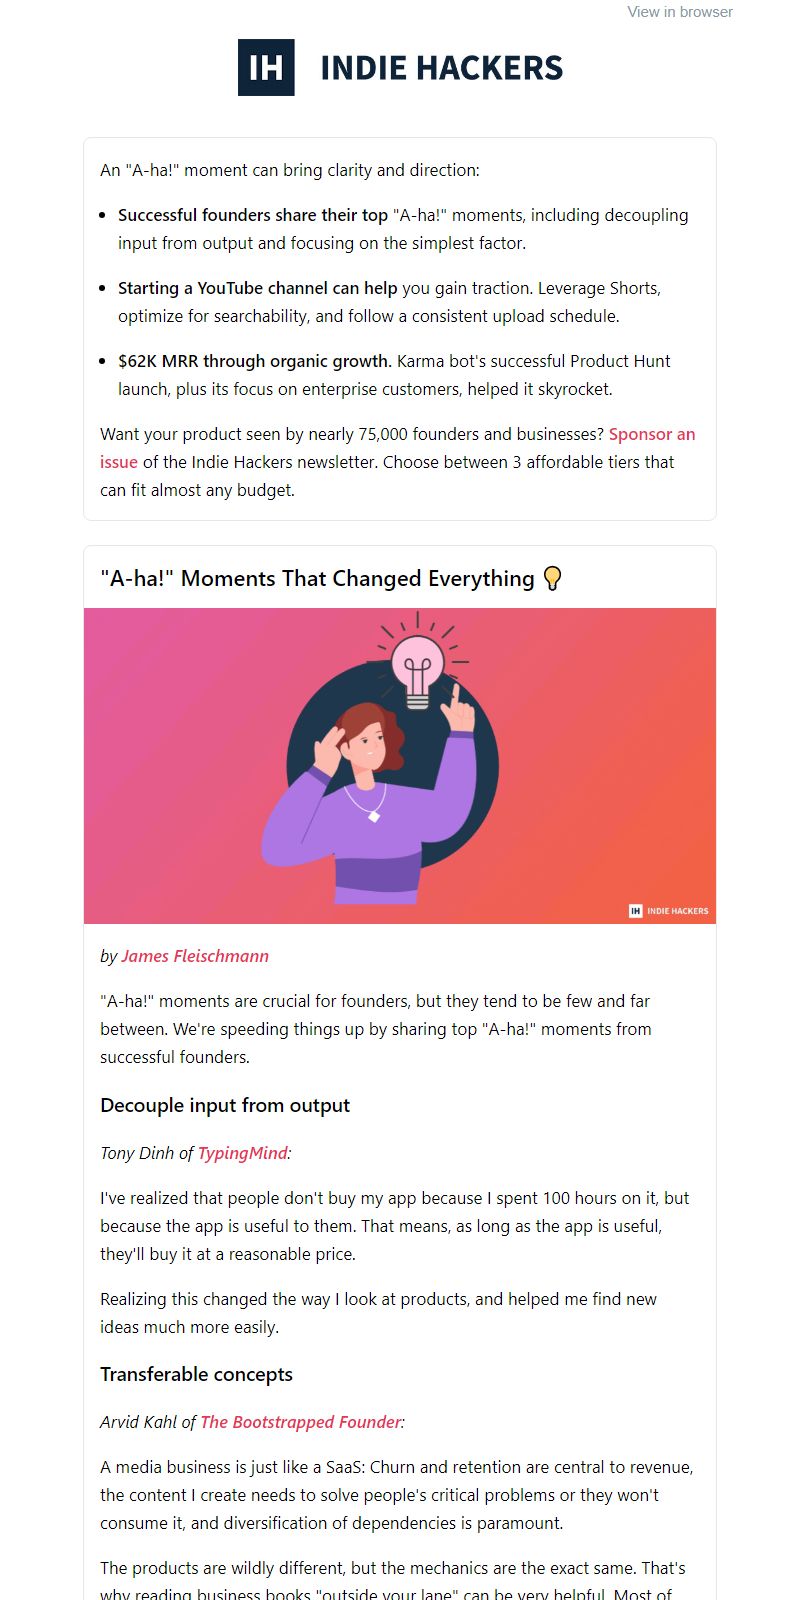 View in browser
IH INDIE HACKERS
An "A-ha!" moment can bring clarity and direction:
• Successful founders share their top "A-ha!" moments, including decoupling
input from output and focusing on the simplest factor.
• Starting a YouTube channel can help you gain traction. Leverage Shorts,
optimize for searchability, and follow a consistent upload schedule.
• $62K MRR through organic growth. Karma bot's successful Product Hunt
launch, plus its focus on enterprise customers, helped it skyrocket.
Want your product seen by nearly 75,000 founders and businesses? Sponsor an
issue of the Indie Hackers newsletter. Choose between 3 affordable tiers that
can fit almost any budget.
"A-ha!" Moments That Changed Everything 💡
IH INDIE HACKERS
by James Fleischmann
"A-ha!" moments are crucial for founders, but they tend to be few and far
between. We're speeding things up by sharing top "A-ha!" moments from
successful founders.
Decouple input from output
Tony Dinh of TypingMind:
I've realized that people don't buy my app because I spent 100 hours on it, but
because the app is useful to them. That means, as long as the app is useful,
they'll buy it at a reasonable price.
Realizing this changed the way I look at products, and helped me find new
ideas much more easily.
Transferable concepts
Arvid Kahl of The Bootstrapped Founder:
A media business is just like a SaaS: Churn and retention are central to revenue,
the content I create needs to solve people's critical problems or they won't
consume it, and diversification of dependencies is paramount.
The products are wildly different, but the mechanics are the exact same. That's
why reading business books "outside your lane" can be very helpful. Most of